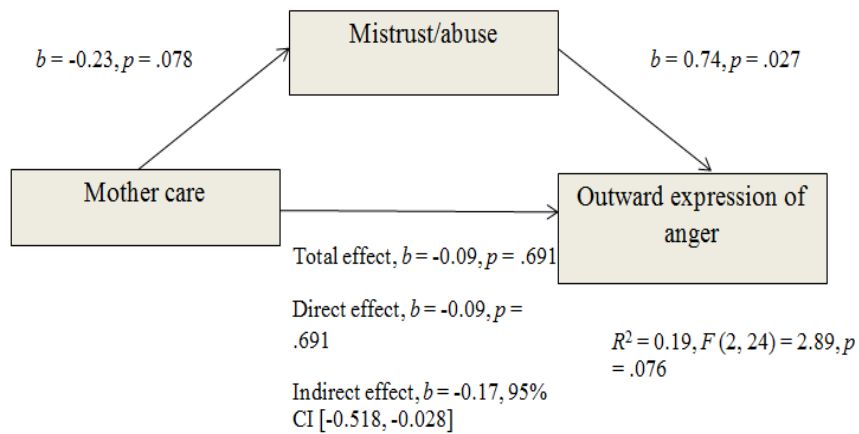 Mistrust/abuse
b = -0.23, p = .078
b = 0.74, p = .027
Mother care
Outward expression of
anger
Total effect, b = -0.09, p = .691
Direct effect, b = -0.09, p =
.691
Indirect effect, b = -0.17, 95%
CI [-0.518, -0.028]
R² = 0.19, F (2, 24) = 2.89, p
= .076